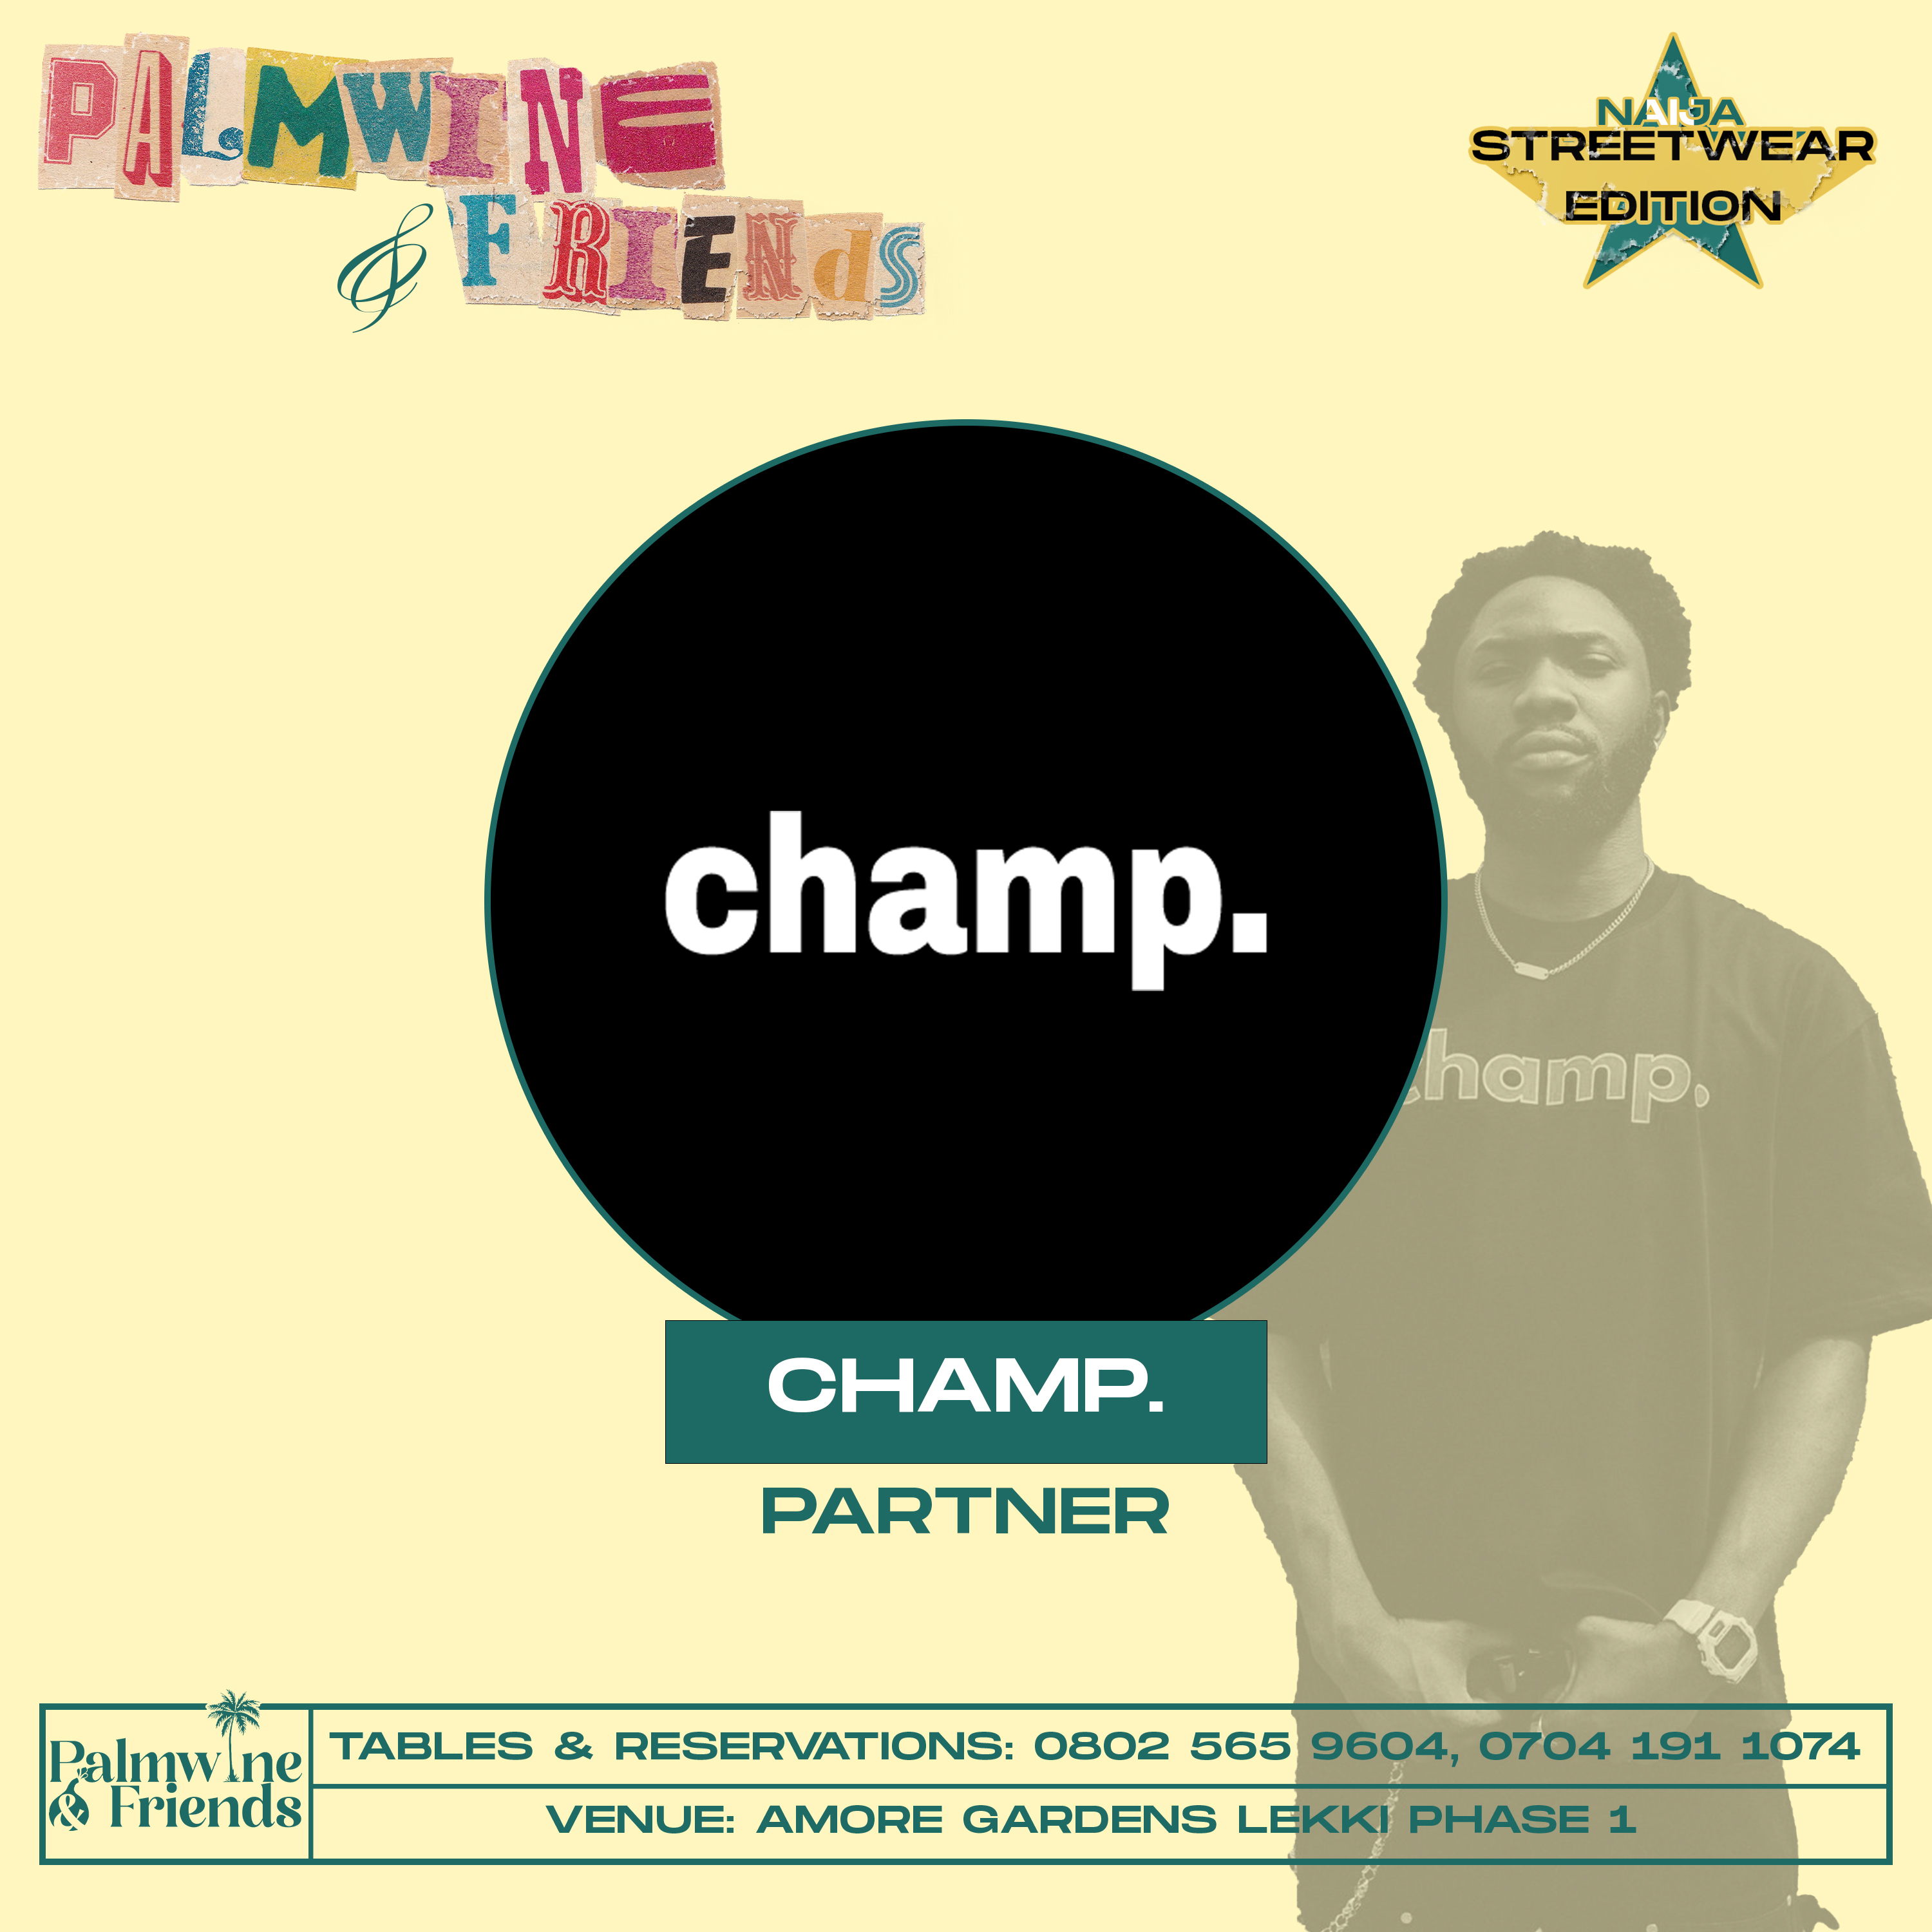 PALMWINE
& FRIENdS
NAIJA
STREETWEAR
EDITION
champ.
champ.
CHAMP.
PARTNER
Palmwine
& Friends
TABLES & RESERVATIONS: 0802 565 9604, 0704 191 1074
VENUE: AMORE GARDENS LEKKI PHASE 1